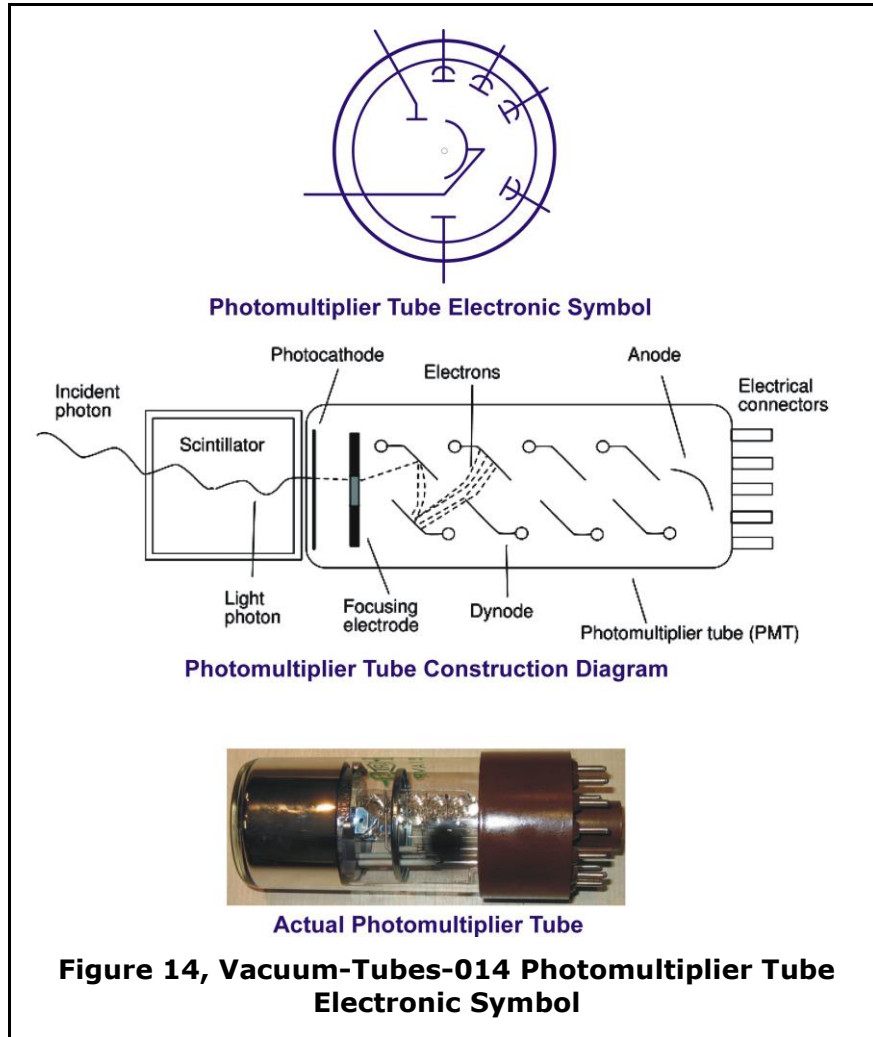 Photomultiplier Tube Electronic Symbol
Photocathode
Anode
Electrons
Incident
photon
Electrical
connectors
Scintillator
Light
photon
Focusing
electrode
Dynode
Photomultiplier tube (PMT)
Photomultiplier Tube Construction Diagram
Actual Photomultiplier Tube
Figure 14, Vacuum-Tubes-014 Photomultiplier Tube
Electronic Symbol